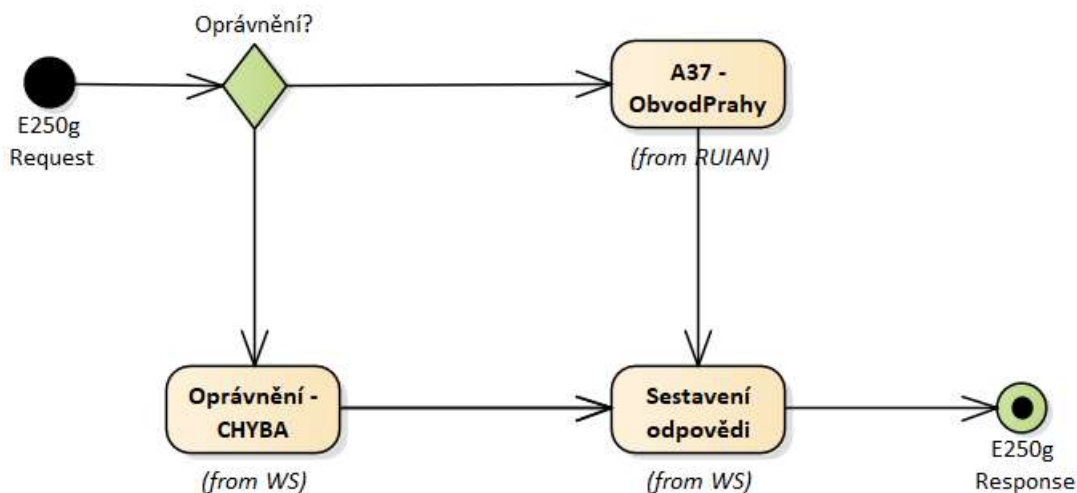 Oprávnění?
E250g
Request
A37 -
ObvodPrahy
(from RUIAN)
Oprávnění -
CHYBA
(from WS)
Sestavení
odpovědi
(from WS)
E250g
Response